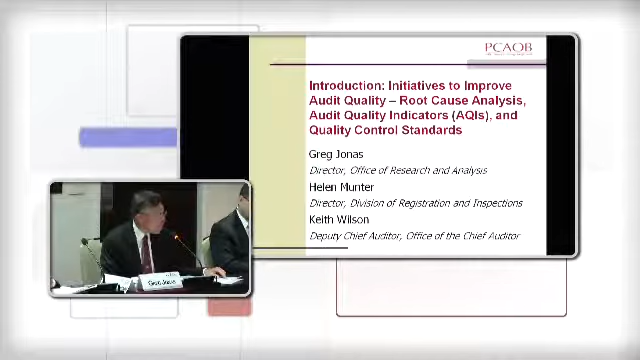 PCAOB
Introduction: Initiatives to Improve
Audit Quality – Root Cause Analysis,
Audit Quality Indicators (AQIs), and
Quality Control Standards
Greg Jonas
Director, Office of Research and Analysis
Helen Munter
Director, Division of Registration and Inspections
Keith Wilson
Deputy Chief Auditor, Office of the Chief Auditor
Greg Jonas